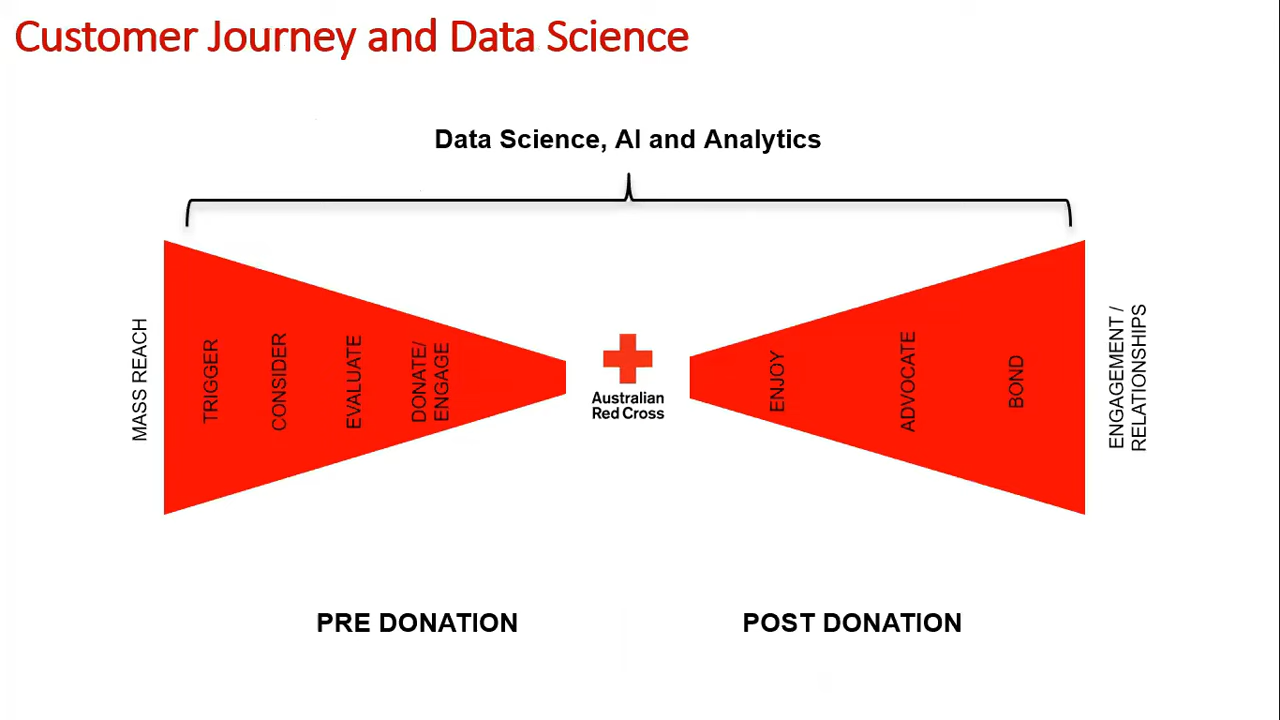 Customer Journey and Data Science
Data Science, AI and Analytics
MASS REACH
TRIGGER
CONSIDER
EVALUATE
DONATE/
ENGAGE
Australian
Red Cross
ENJOY
ADVOCATE
BOND
ENGAGEMENT /
RELATIONSHIPS
PRE DONATION
POST DONATION